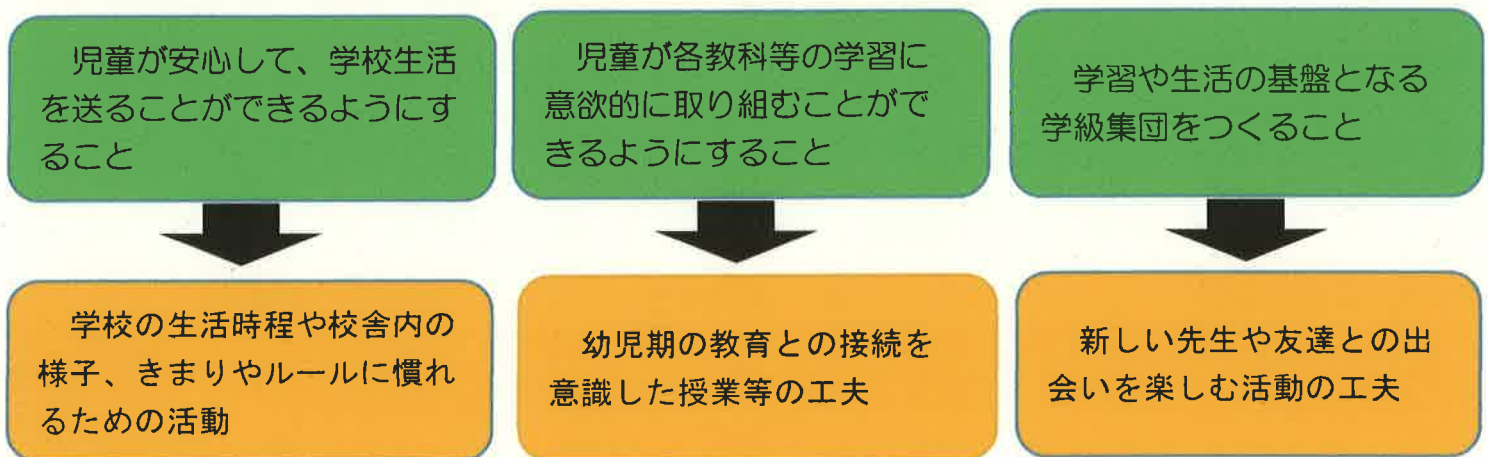 児童が安心して、学校生活
を送ることができるようにす
ること
児童が各教科等の学習に
意欲的に取り組むことがで
きるようにすること
学習や生活の基盤となる
学級集団をつくること
学校の生活時程や校舎内の
様子、きまりやルールに慣れ
るための活動
幼児期の教育との接続を
意識した授業等の工夫
新しい先生や友達との出
会いを楽しむ活動の工夫